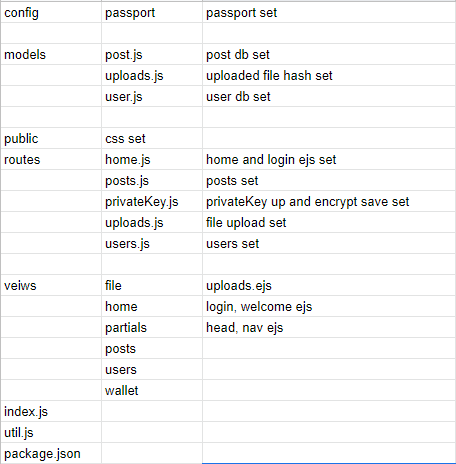 config passport passport set
models post.js post db set
uploads.js uploaded file hash set
user.js user db set
public css set
routes home.js home and login ejs set
posts.js posts set
privateKey.js privateKey up and encrypt save set
uploads.js file upload set
users.js users set
veiws file uploads.ejs
home login, welcome ejs
partials head, nav ejs
posts
users
wallet
index.js
util.js
package.json